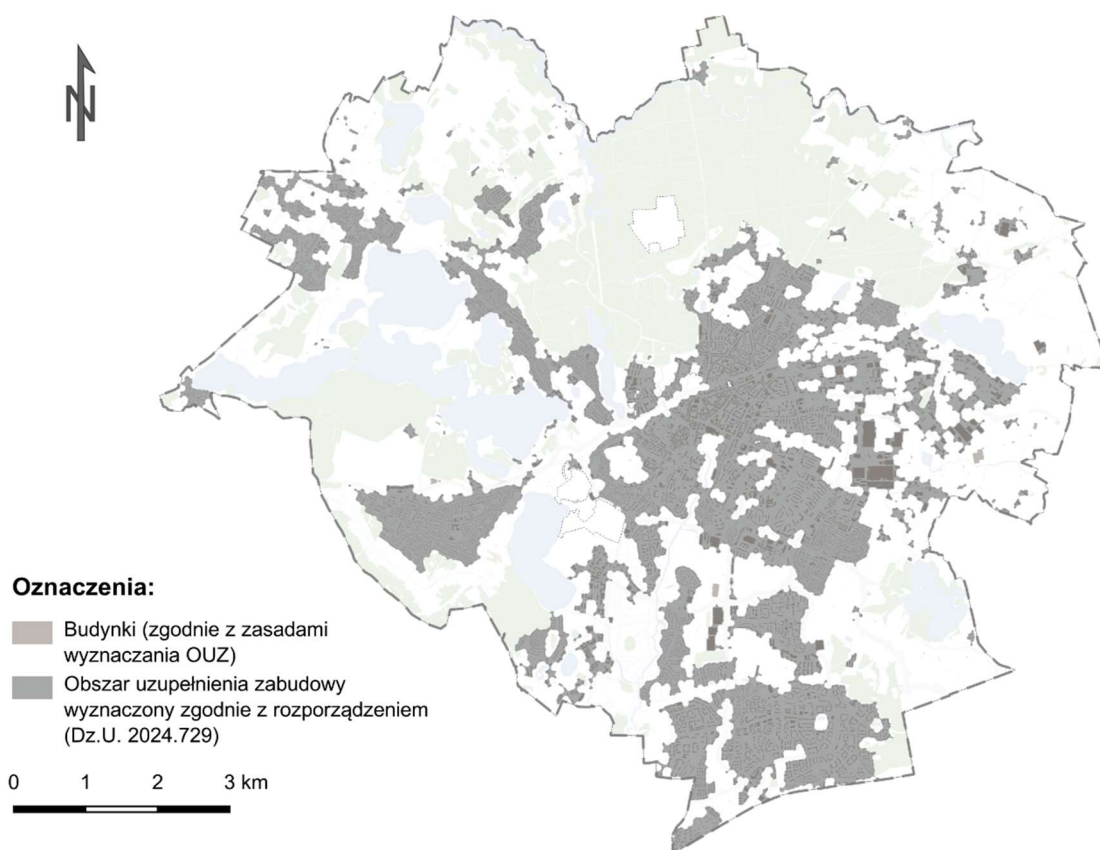 N
Oznaczenia:
Budynki (zgodnie z zasadami
wyznaczania OUZ)
Obszar uzupełnienia zabudowy
wyznaczony zgodnie z rozporządzeniem
(Dz.U. 2024.729)
0 1 2 3 km